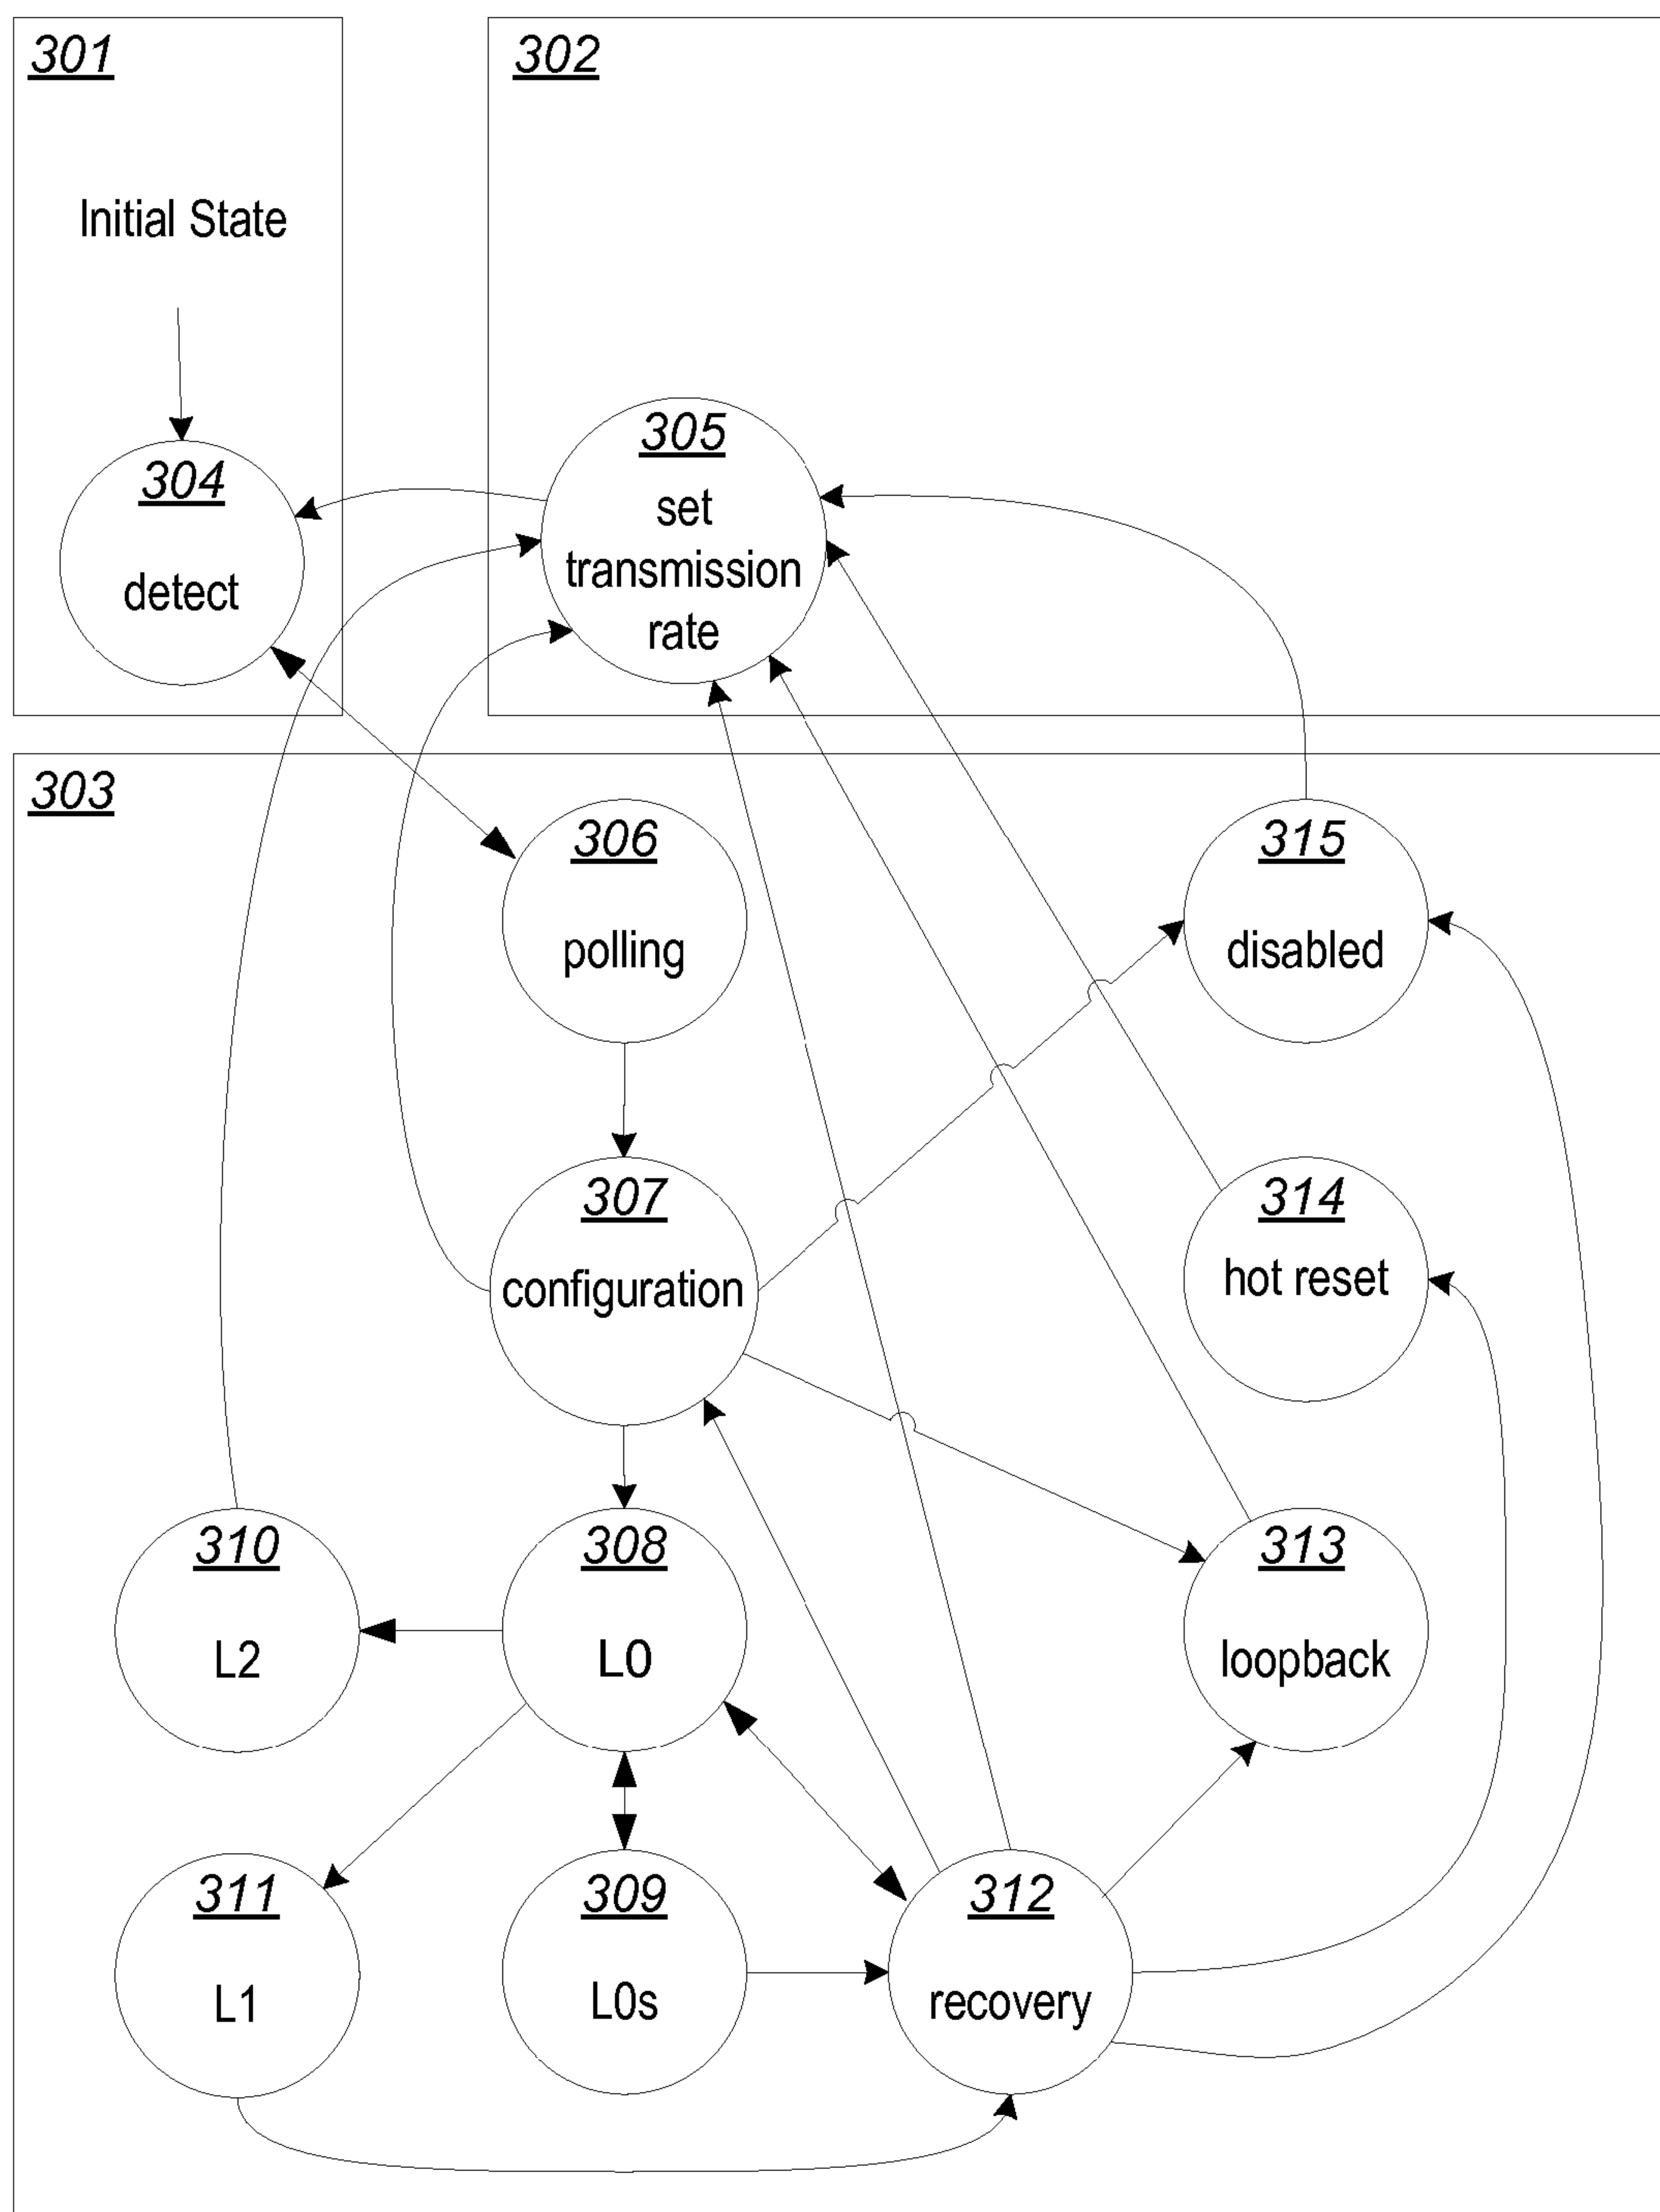 301
Initial State
304
detect
302
305
set
transmission
rate
303
306
polling
315
disabled
307
configuration
314
hot reset
310
L2
308
L0
313
loopback
311
L1
309
L0s
312
recovery